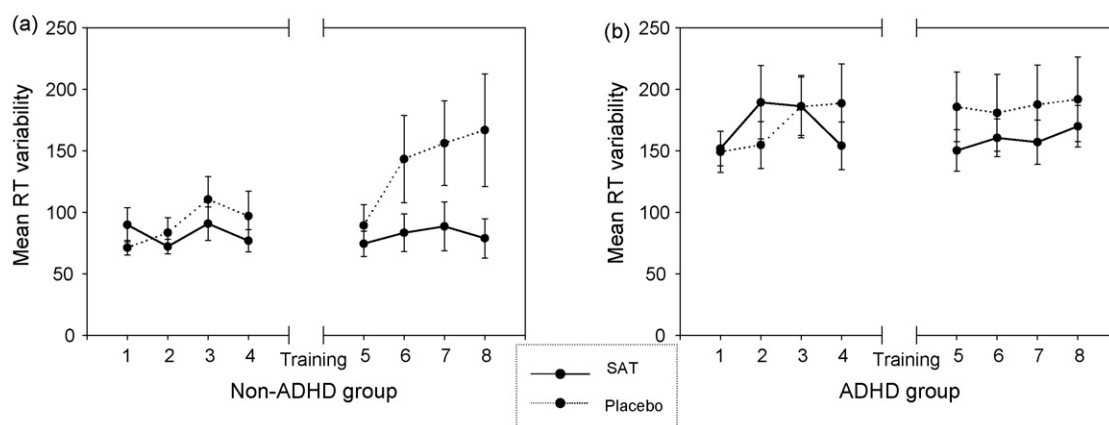 (a)
Mean RT variability
250
200
150
100
50
0
1 2 3 4 Training 5 6 7 8
Non-ADHD group
(b)
Mean RT variability
250
200
150
100
50
0
1 2 3 4 Training 5 6 7 8
ADHD group
SAT
Placebo